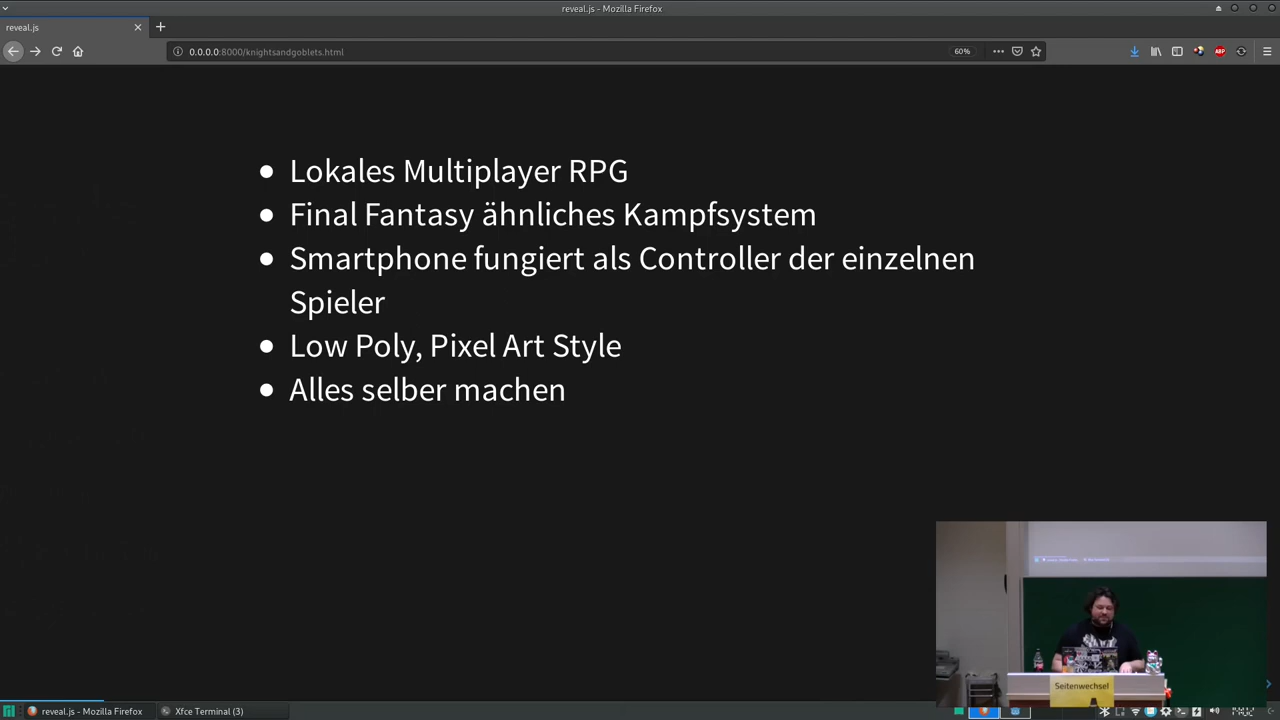 reveal.js - Mozilla Firefox
reveal.js
0.0.0.0:8000/knightsandgoblets.html
60%
ABP
Lokales Multiplayer RPG
Final Fantasy ähnliches Kampfsystem
Smartphone fungiert als Controller der einzelnen
Spieler
Low Poly, Pixel Art Style
Alles selber machen
Seitenwechsel
reveal.js - Mozilla Firefox
Xfce Terminal (3)